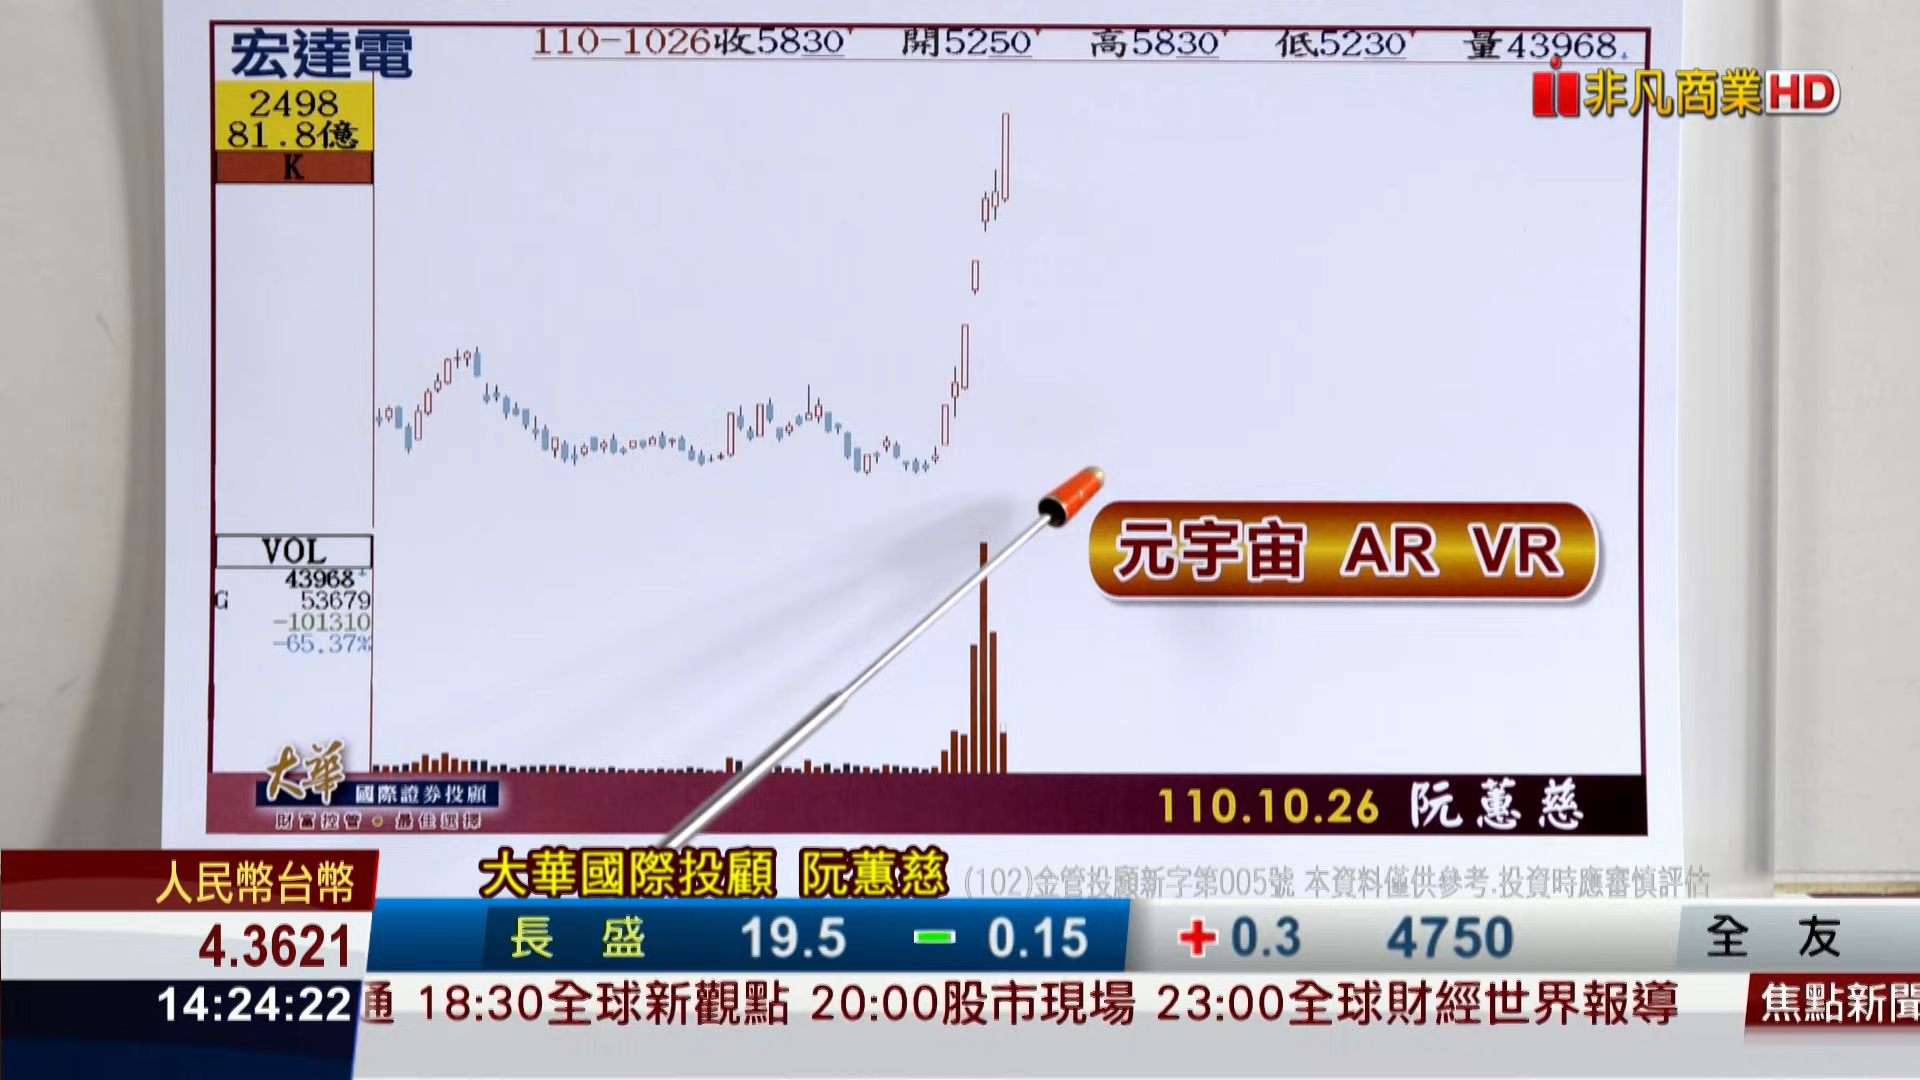 宏達電
110-1026收5830 開5250 高5830 低5230 量43968
非凡商業HD
2498
81.8億
K
元宇宙 AR VR
VOL
43968
G 53679
-101310
-65.37%
大華 國際證券投顧
財富控管 • 最佳選擇
110.10.26 阮蕙慈
人民幣台幣
4.3621
大華國際投顧 阮蕙慈 (102)金管投顧新字第005號 本資料僅供參考.投資時應審慎評估
長 盛 19.5 0.15 +0.3 4750 全 友
14:24:22
通 18:30全球新觀點 20:00股市現場 23:00全球財經世界報導
焦點新聞